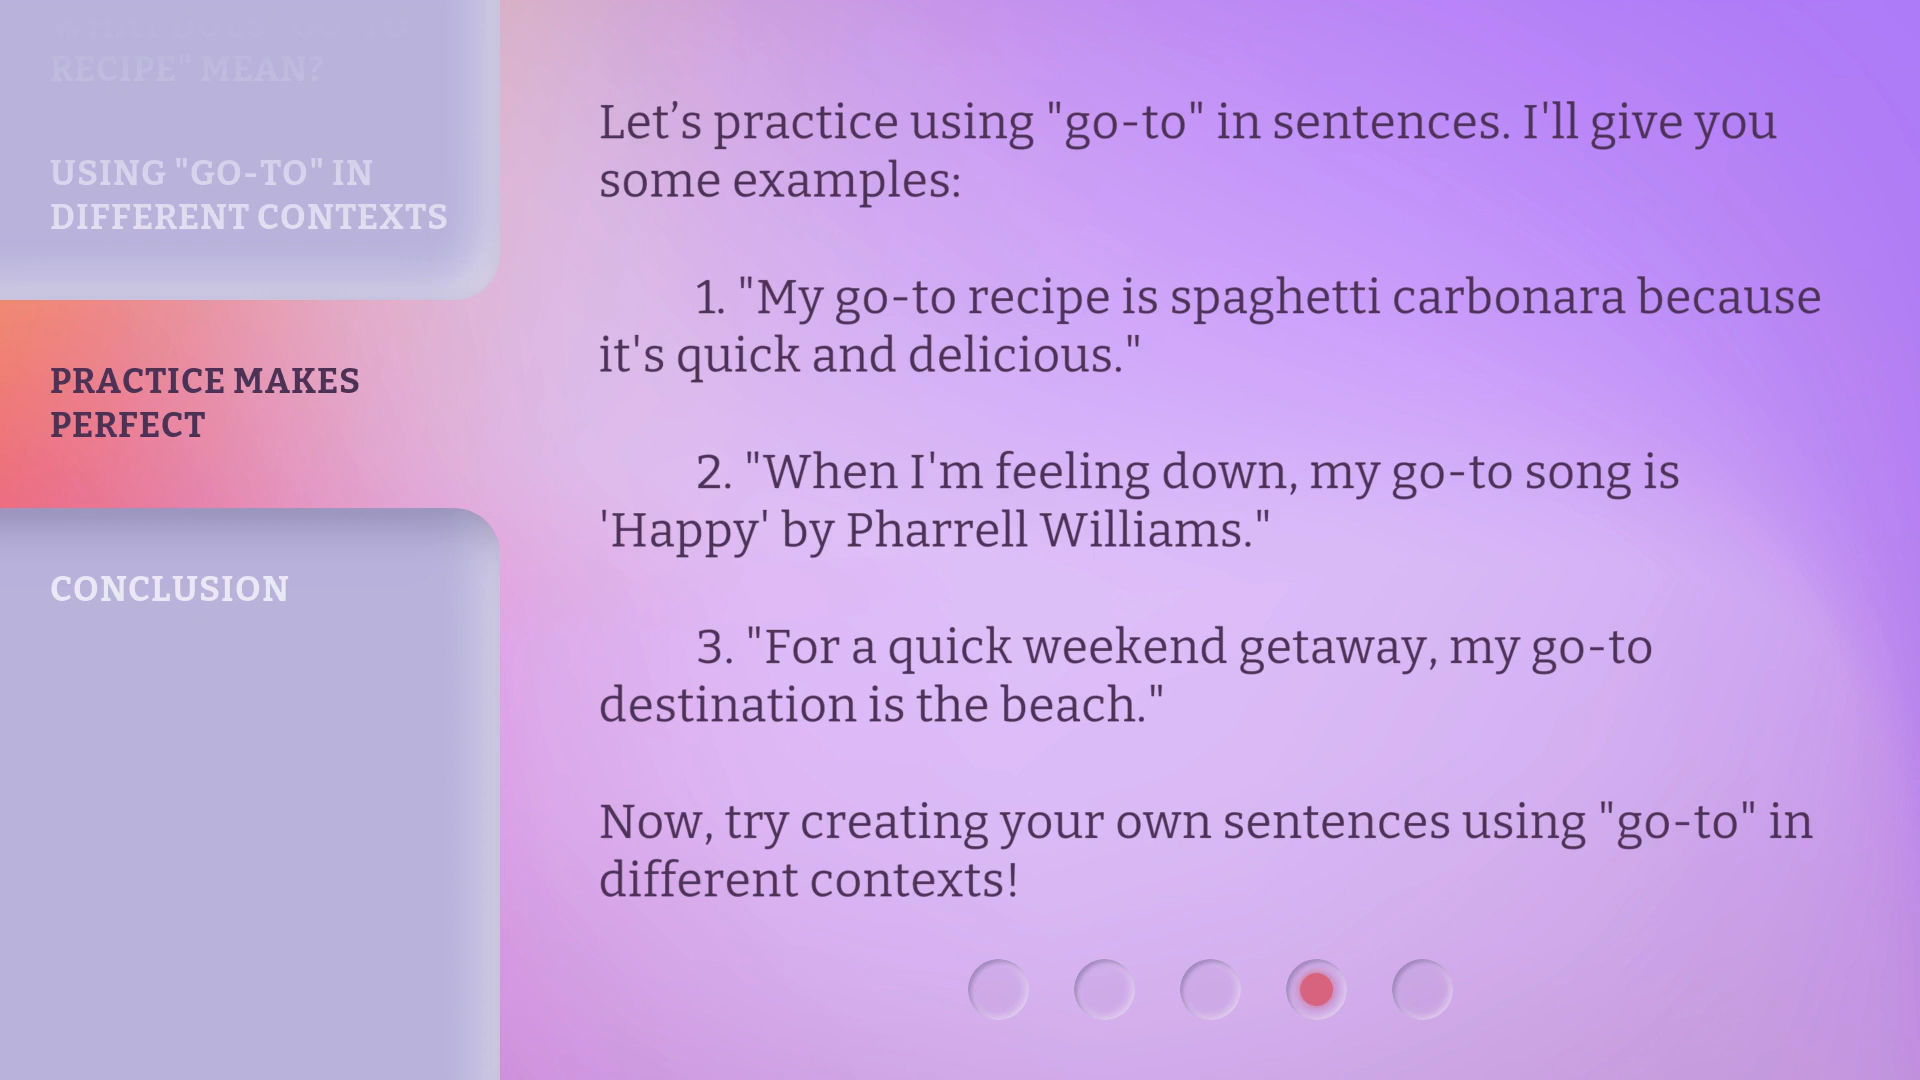 RECIPE" MEAN?
USING "GO-TO" IN
DIFFERENT CONTEXTS
PRACTICE MAKES
PERFECT
CONCLUSION
Let’s practice using "go-to" in sentences. I'll give you
some examples:
1. "My go-to recipe is spaghetti carbonara because
it's quick and delicious."
2. "When I'm feeling down, my go-to song is
'Happy' by Pharrell Williams."
3. "For a quick weekend getaway, my go-to
destination is the beach."
Now, try creating your own sentences using "go-to" in
different contexts!